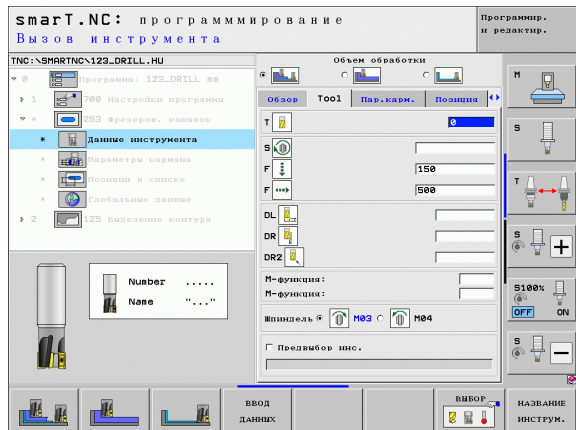 smarT.NC: программмирование
Вызов инструмента
Программир.
и редактир.
TNC:\SMARTNC\123_DRILL.HU
0 Программа: 123_DRILL mm
1 700 Настройки программы
* 253 Фрезеров. канавок
* Данные инструмента
* Параметры кармана
* Позиции в списке
* Глобальные данные
2 125 Выделение контура
Number .....
Name "..."
Объем обработки
Обзор Tool Пар.карм. Позиция
T 0
S
F 150
F 500
DL
DR
DR2
М-функция:
М-функция:
Шпиндель M03 M04
Предвыбор инс.
M
S
T
S
S100%
OFF ON
S
ВВОД
ДАННЫХ
ВЫБОР
НАЗВАНИЕ
ИНСТРУМ.